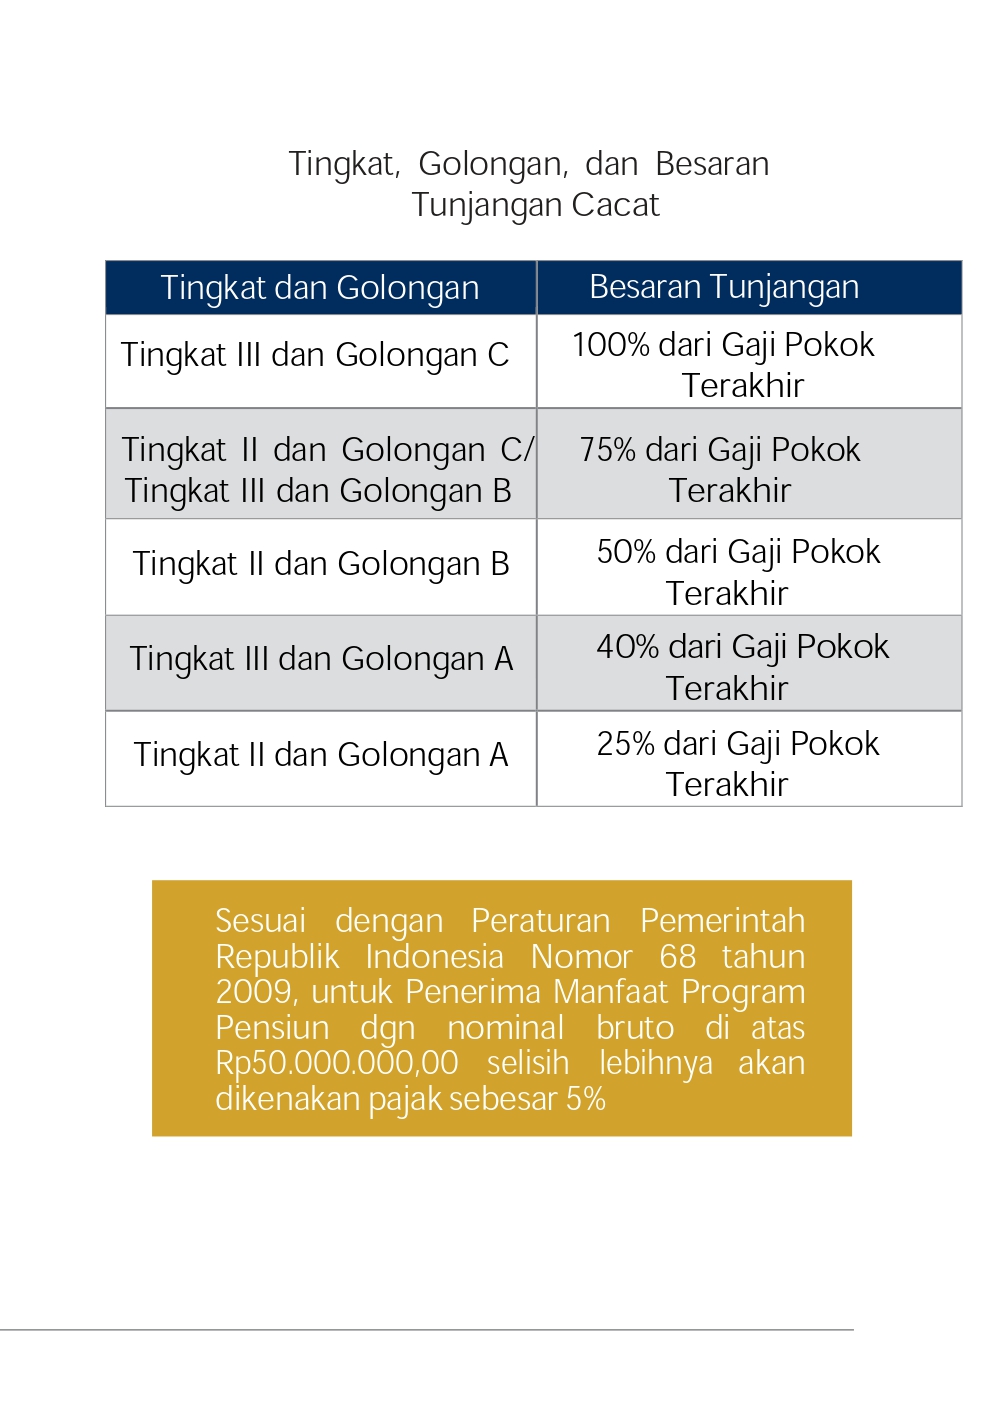 Tingkat, Golongan, dan Besaran
Tunjangan Cacat
Tingkat dan Golongan
Besaran Tunjangan
Tingkat III dan Golongan C
100% dari Gaji Pokok
Terakhir
Tingkat II dan Golongan C/
Tingkat III dan Golongan B
75% dari Gaji Pokok
Terakhir
Tingkat II dan Golongan B
50% dari Gaji Pokok
Terakhir
Tingkat III dan Golongan A
40% dari Gaji Pokok
Terakhir
Tingkat II dan Golongan A
25% dari Gaji Pokok
Terakhir
Sesuai dengan Peraturan Pemerintah
Republik Indonesia Nomor 68 tahun
2009, untuk Penerima Manfaat Program
Pensiun dgn nominal bruto di atas
Rp50.000.000,00 selisih lebihnya akan
dikenakan pajak sebesar 5%